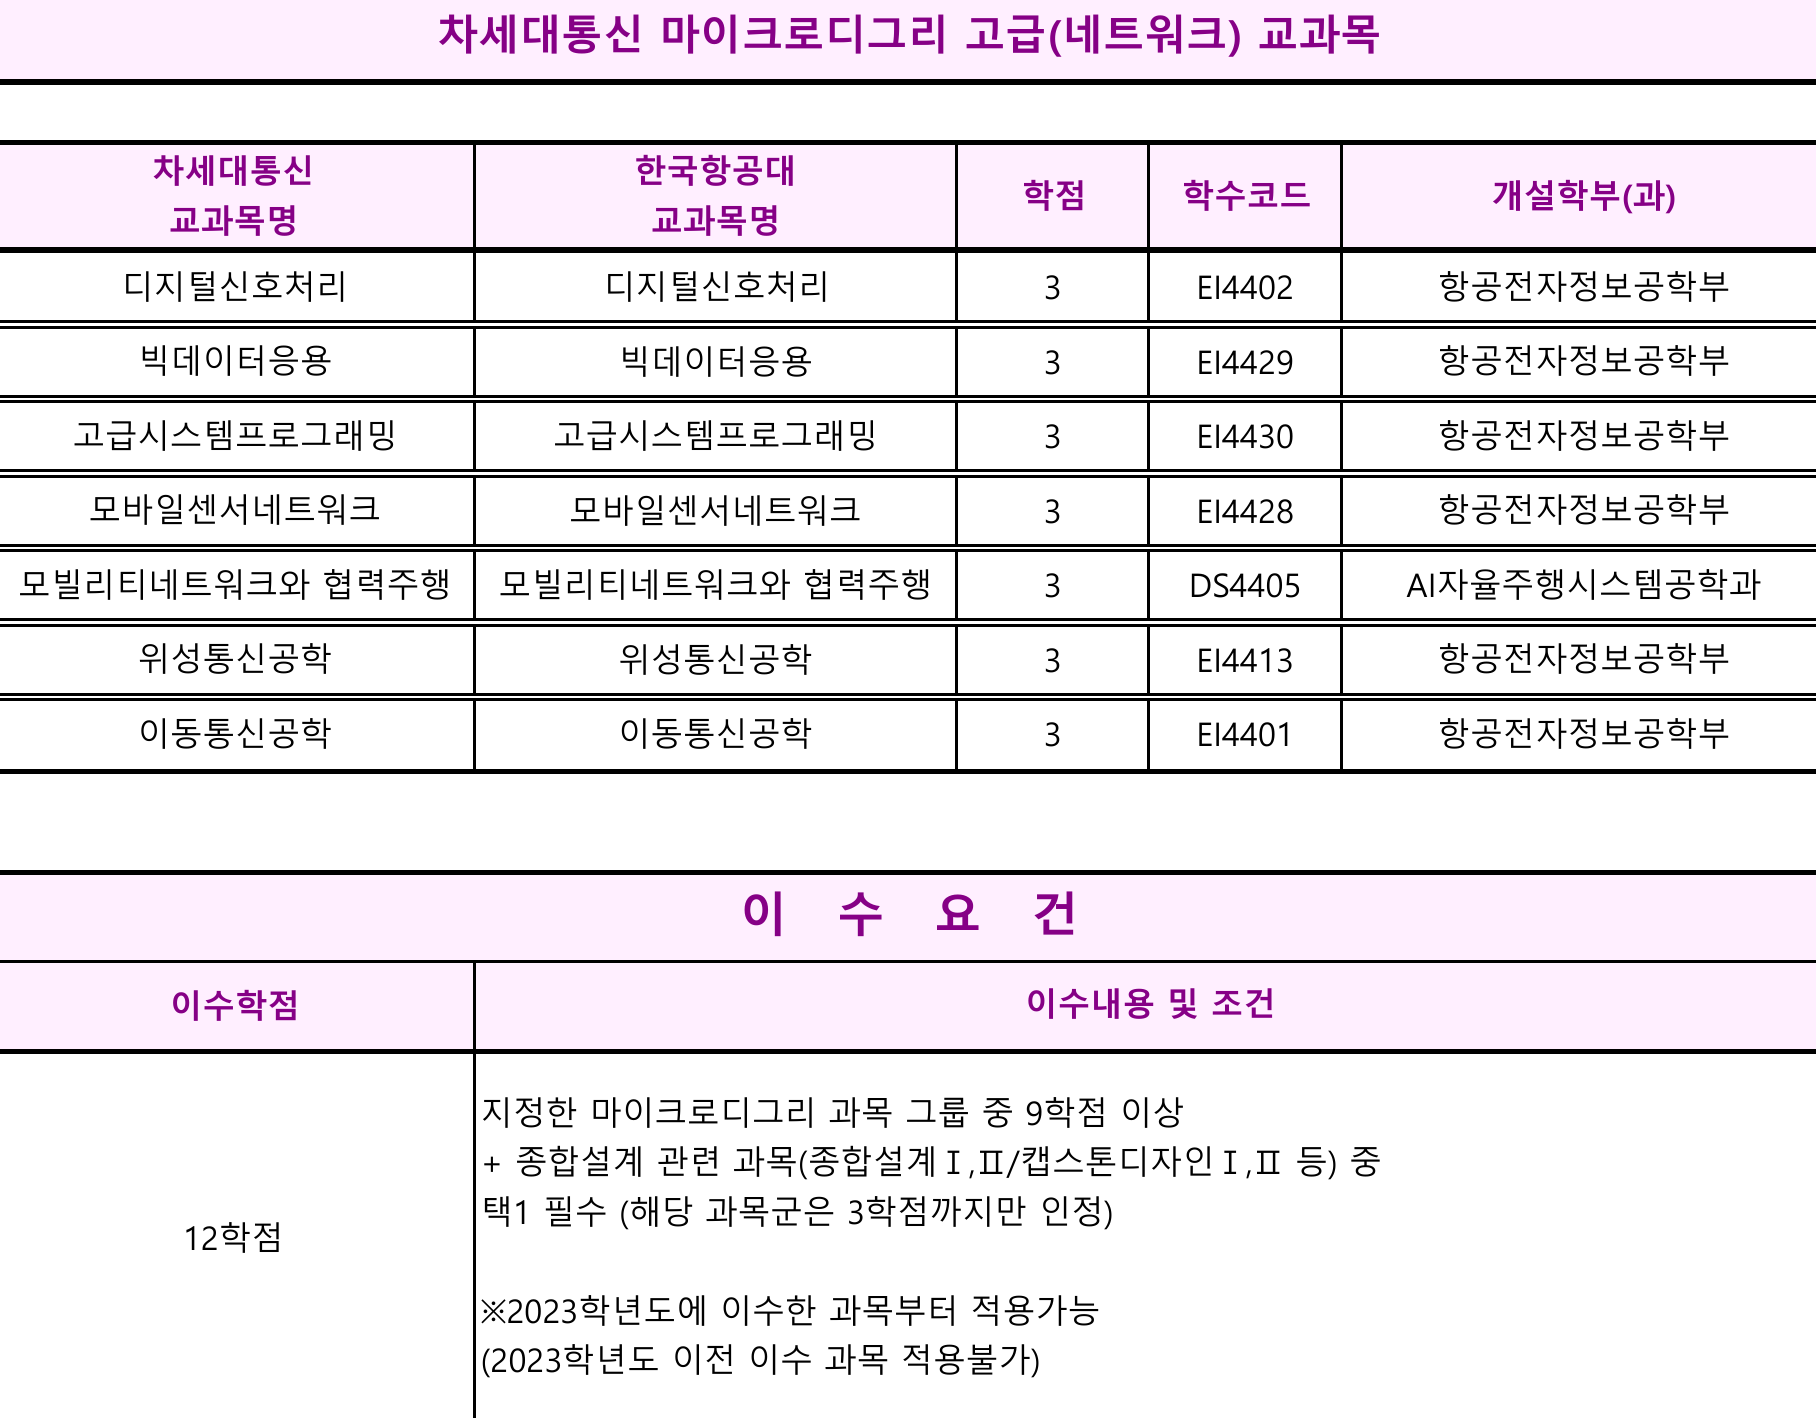 차세대통신 마이크로디그리 고급(네트워크) 교과목
차세대통신 교과목명 한국항공대 교과목명 학점 학수코드 개설학부(과)
디지털신호처리 디지털신호처리 3 EI4402 항공전자정보공학부
빅데이터응용 빅데이터응용 3 EI4429 항공전자정보공학부
고급시스템프로그래밍 고급시스템프로그래밍 3 EI4430 항공전자정보공학부
모바일센서네트워크 모바일센서네트워크 3 EI4428 항공전자정보공학부
모빌리티네트워크와 협력주행 모빌리티네트워크와 협력주행 3 DS4405 AI자율주행시스템공학과
위성통신공학 위성통신공학 3 EI4413 항공전자정보공학부
이동통신공학 이동통신공학 3 EI4401 항공전자정보공학부
이 수 요 건
이수학점 이수내용 및 조건
12학점
지정한 마이크로디그리 과목 그룹 중 9학점 이상
+ 종합설계 관련 과목(종합설계Ⅰ,Ⅱ/캡스톤디자인Ⅰ,Ⅱ 등) 중
택1 필수 (해당 과목군은 3학점까지만 인정)
※2023학년도에 이수한 과목부터 적용가능
(2023학년도 이전 이수 과목 적용불가)